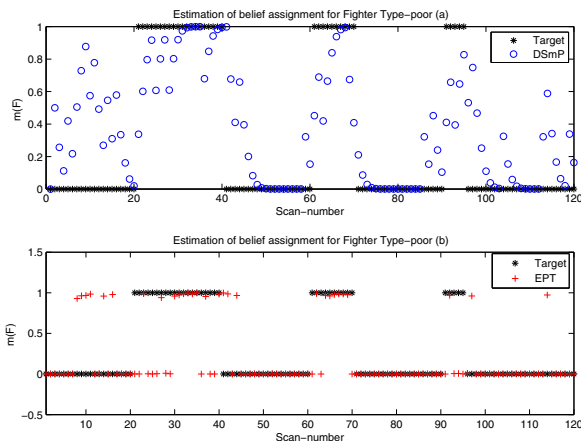 Estimation of belief assignment for Fighter Type-poor (a)
1
0.8
0.6
0.4
0.2
0
m(F)
Target
DSmP
0 20 40 60 80 100 120
Scan-number
Estimation of belief assignment for Fighter Type-poor (b)
1.5
1
0.5
0
-0.5
m(F)
Target
EPT
10 20 30 40 50 60 70 80 90 100 110 120
Scan-number